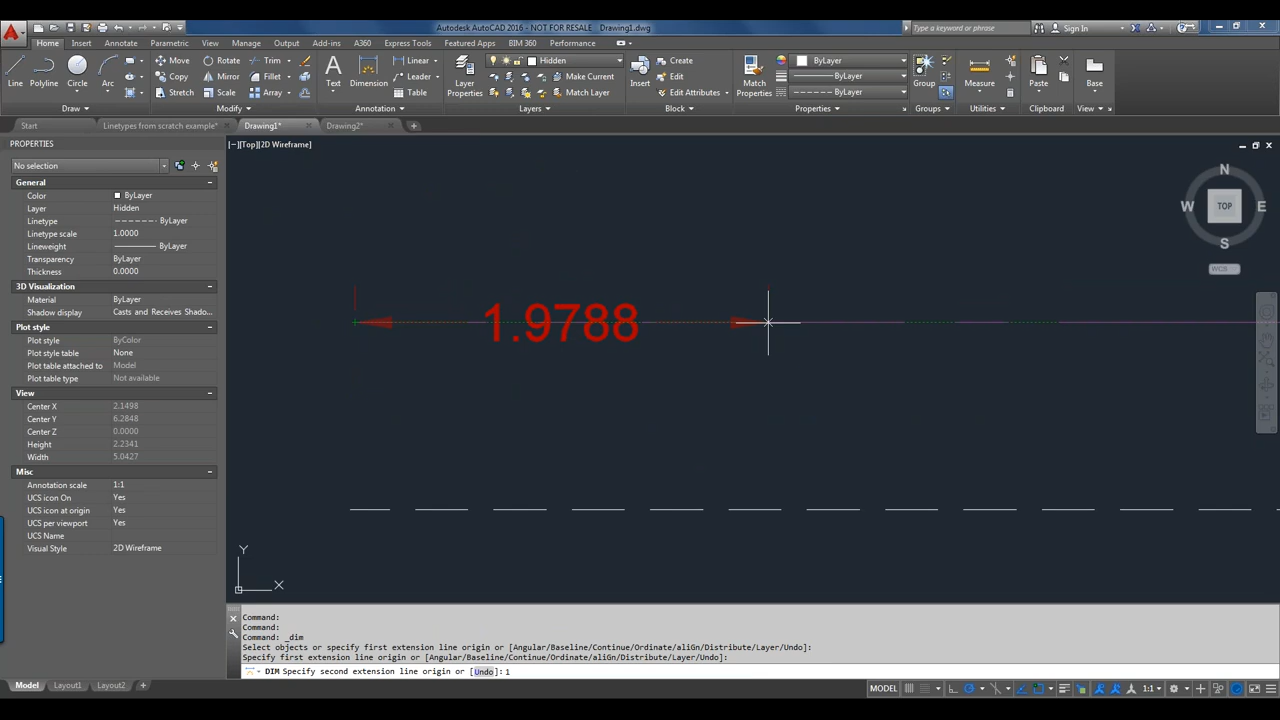 Autodesk AutoCAD 2016 - NOT FOR RESALE Drawing1.dwg
Type a keyword or phrase
Sign In
Home Insert Annotate Parametric View Manage Output Add-ins A360 Express Tools Featured Apps BIM 360 Performance
Line Polyline Circle Arc
Move Rotate Trim
Copy Mirror Fillet
Stretch Scale Array
Text Dimension
Linear
Leader
Table
Layer Properties
Hidden
Make Current
Match Layer
Insert
Create
Edit
Edit Attributes
Match Properties
ByLayer
ByLayer
ByLayer
Group
Measure
Paste
Base
Draw Modify Annotation Layers Block Properties Groups Utilities Clipboard View
Start Linetypes from scratch example* Drawing1* Drawing2*
PROPERTIES
[−][Top][2D Wireframe]
No selection
General
Color ByLayer
Layer Hidden
Linetype ByLayer
Linetype scale 1.0000
Lineweight ByLayer
Transparency ByLayer
Thickness 0.0000
3D Visualization
Material ByLayer
Shadow display Casts and Receives Shado...
Plot style
Plot style ByColor
Plot style table None
Plot table attached to Model
Plot table type Not available
View
Center X 2.1498
Center Y 6.2848
Center Z 0.0000
Height 2.2341
Width 5.0427
Misc
Annotation scale 1:1
UCS icon On Yes
UCS icon at origin Yes
UCS per viewport Yes
UCS Name
Visual Style 2D Wireframe
N
W TOP E
S
WCS
1.9788
Y
X
Command:
Command:
Command: _dim
Select objects or specify first extension line origin or [Angular/Baseline/Continue/Ordinate/aliGn/Distribute/Layer/Undo]:
Specify first extension line origin or [Angular/Baseline/Continue/Ordinate/aliGn/Distribute/Layer/Undo]:
DIM Specify second extension line origin or [Undo]: 1
Model Layout1 Layout2
MODEL
1:1